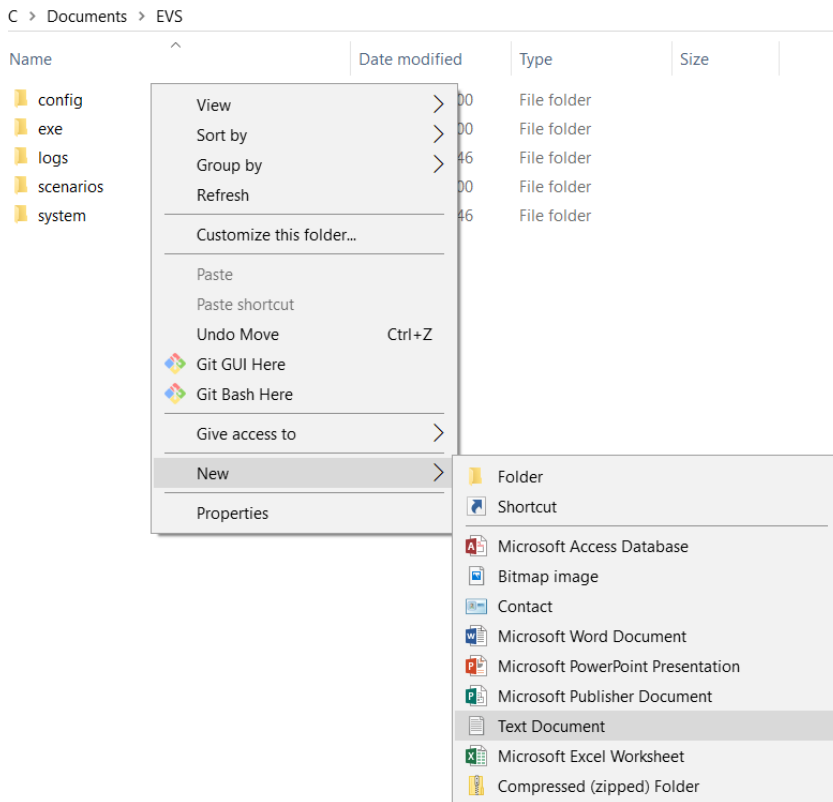 C > Documents > EVS
Name Date modified Type Size
config 00 File folder
exe 00 File folder
logs 46 File folder
scenarios 00 File folder
system 46 File folder
View
Sort by
Group by
Refresh
Customize this folder...
Paste
Paste shortcut
Undo Move Ctrl+Z
Git GUI Here
Git Bash Here
Give access to
New
Properties
Folder
Shortcut
Microsoft Access Database
Bitmap image
Contact
Microsoft Word Document
Microsoft PowerPoint Presentation
Microsoft Publisher Document
Text Document
Microsoft Excel Worksheet
Compressed (zipped) Folder